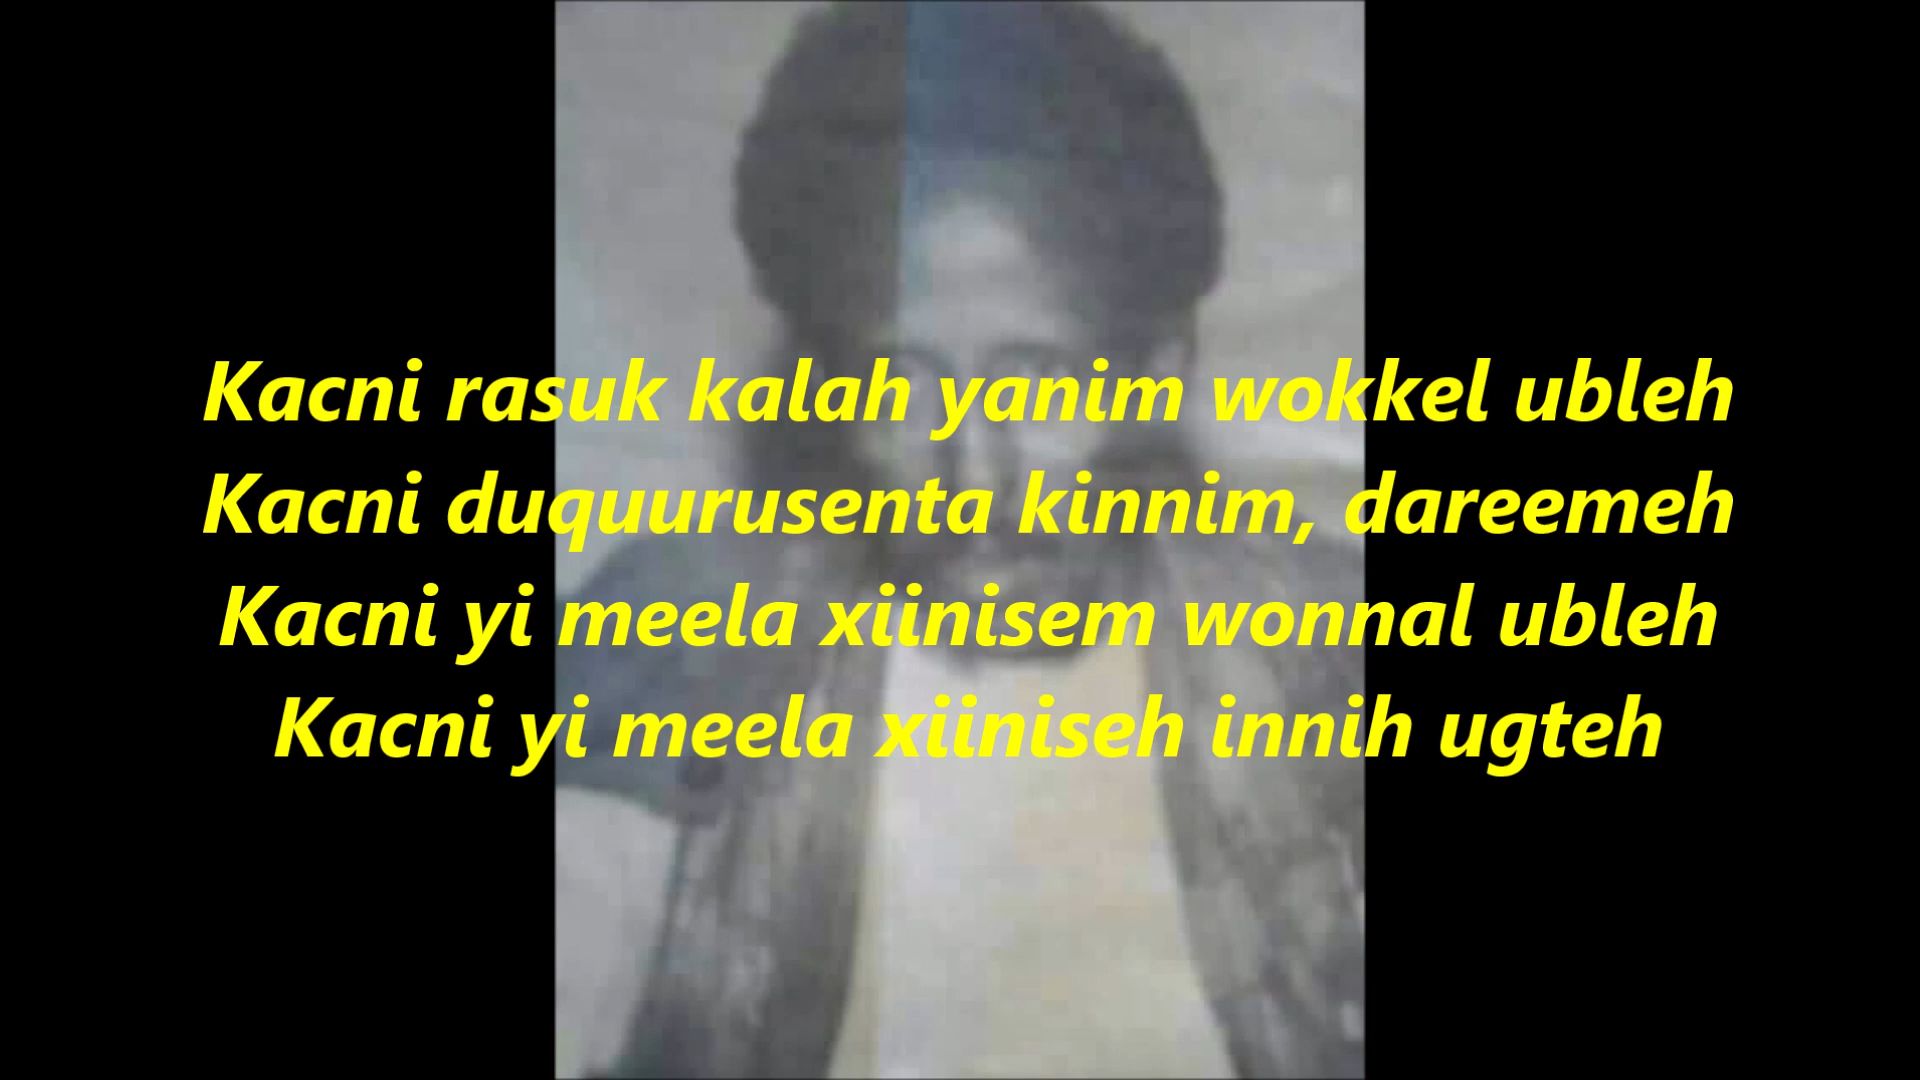 Kacni rasuk kalah yanim wokkel ubleh
Kacni duquurusenta kinnim, dareemeh
Kacni yi meela xiinisem wonnal ubleh
Kacni yi meela xiiniseh innih ugteh